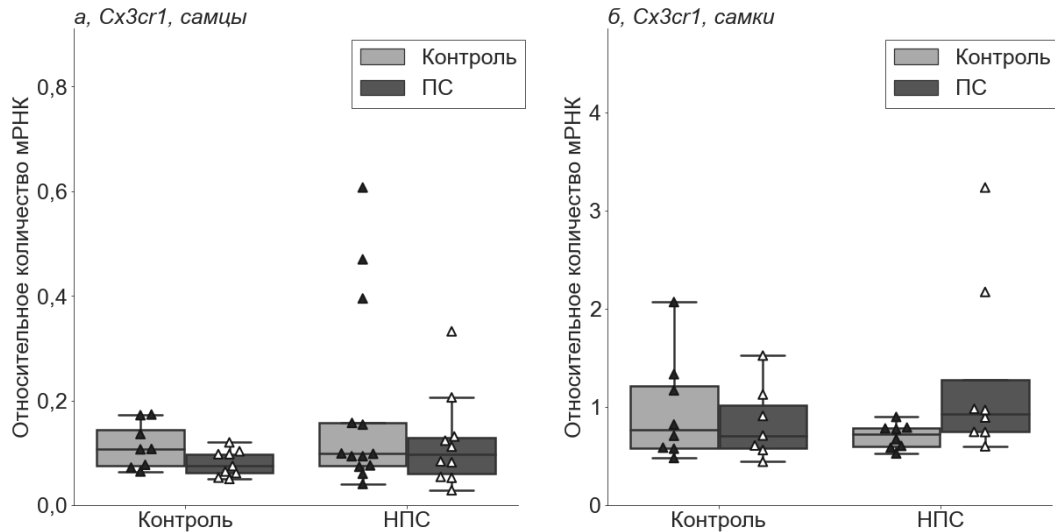 а, Cx3cr1, самцы
Относительное количество мРНК
0,8
0,6
0,4
0,2
0,0
Контроль
ПС
Контроль
НПС
б, Cx3cr1, самки
Относительное количество мРНК
4
3
2
1
0
Контроль
ПС
Контроль
НПС